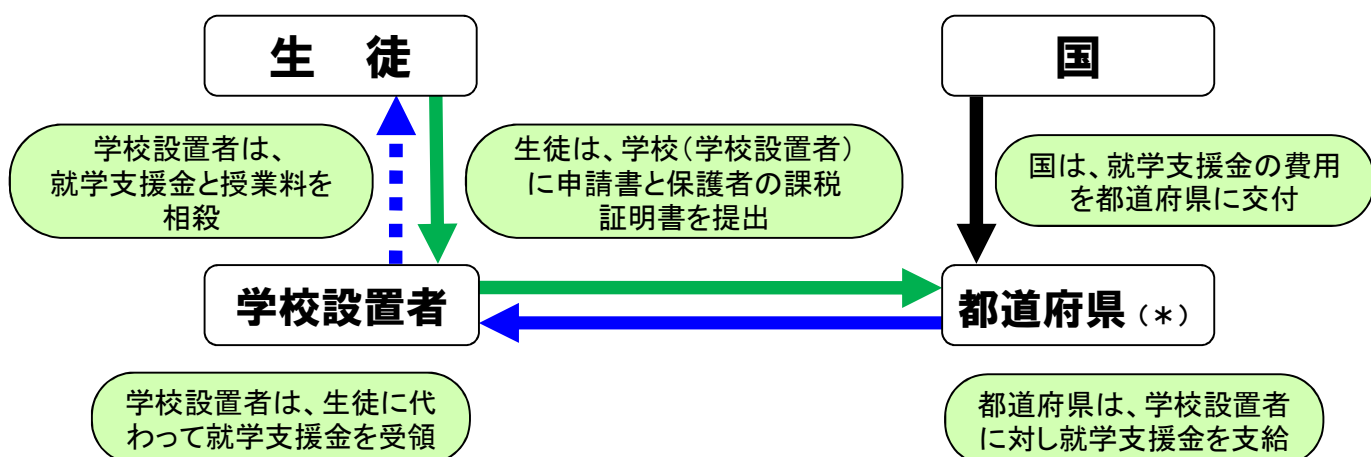 生　徒
国
学校設置者は、
就学支援金と授業料を
相殺
生徒は、学校（学校設置者）
に申請書と保護者の課税
証明書を提出
国は、就学支援金の費用
を都道府県に交付
学校設置者
都道府県（＊）
学校設置者は、生徒に代
わって就学支援金を受領
都道府県は、学校設置者
に対し就学支援金を支給